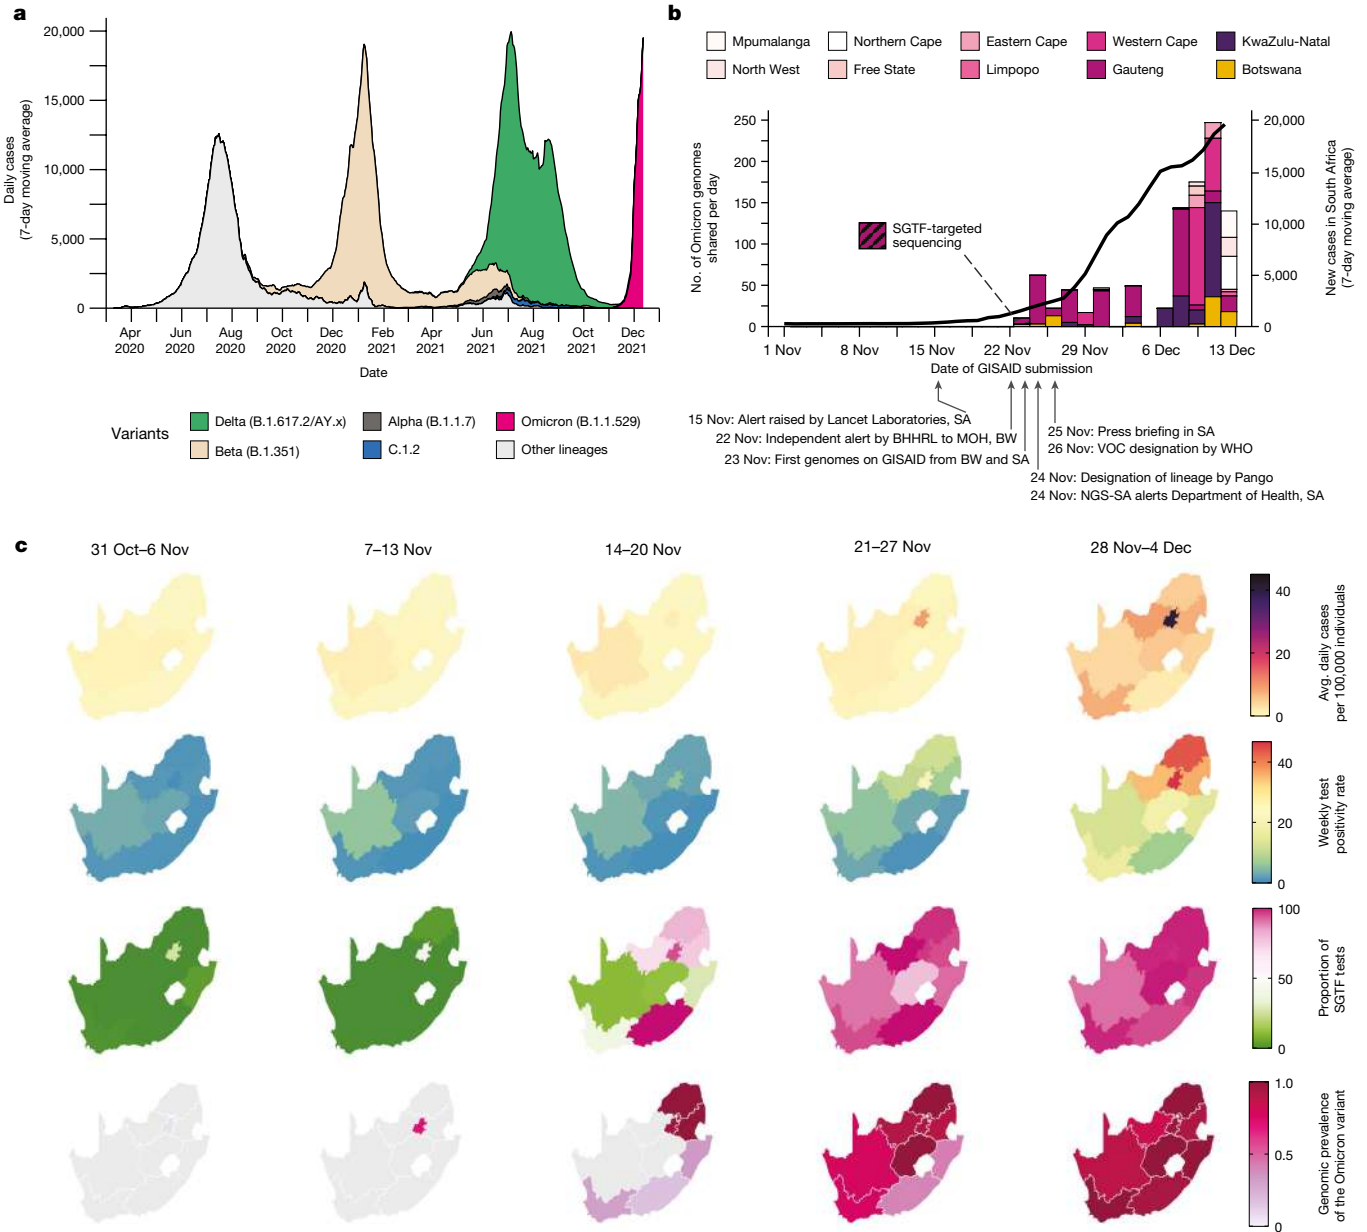 a
20,000
15,000
10,000
5,000
0
Daily cases
(7-day moving average)
Apr
2020
Jun
2020
Aug
2020
Oct
2020
Dec
2020
Feb
2021
Apr
2021
Jun
2021
Aug
2021
Oct
2021
Dec
2021
Date
Variants
Delta (B.1.617.2/AY.x)
Alpha (B.1.1.7)
Omicron (B.1.1.529)
Beta (B.1.351)
C.1.2
Other lineages
b
Mpumalanga
Northern Cape
Eastern Cape
Western Cape
KwaZulu-Natal
North West
Free State
Limpopo
Gauteng
Botswana
250
200
150
100
50
0
No. of Omicron genomes
shared per day
SGTF-targeted
sequencing
20,000
15,000
10,000
5,000
0
New cases in South Africa
(7-day moving average)
1 Nov
8 Nov
15 Nov
22 Nov
29 Nov
6 Dec
13 Dec
Date of GISAID submission
15 Nov: Alert raised by Lancet Laboratories, SA
22 Nov: Independent alert by BHHRL to MOH, BW
23 Nov: First genomes on GISAID from BW and SA
25 Nov: Press briefing in SA
26 Nov: VOC designation by WHO
24 Nov: Designation of lineage by Pango
24 Nov: NGS-SA alerts Department of Health, SA
c
31 Oct–6 Nov
7–13 Nov
14–20 Nov
21–27 Nov
28 Nov–4 Dec
40
20
0
Avg. daily cases
per 100,000 individuals
40
20
0
Weekly test
positivity rate
100
50
0
Proportion of
SGTF tests
1.0
0.5
0
Genomic prevalence
of the Omicron variant